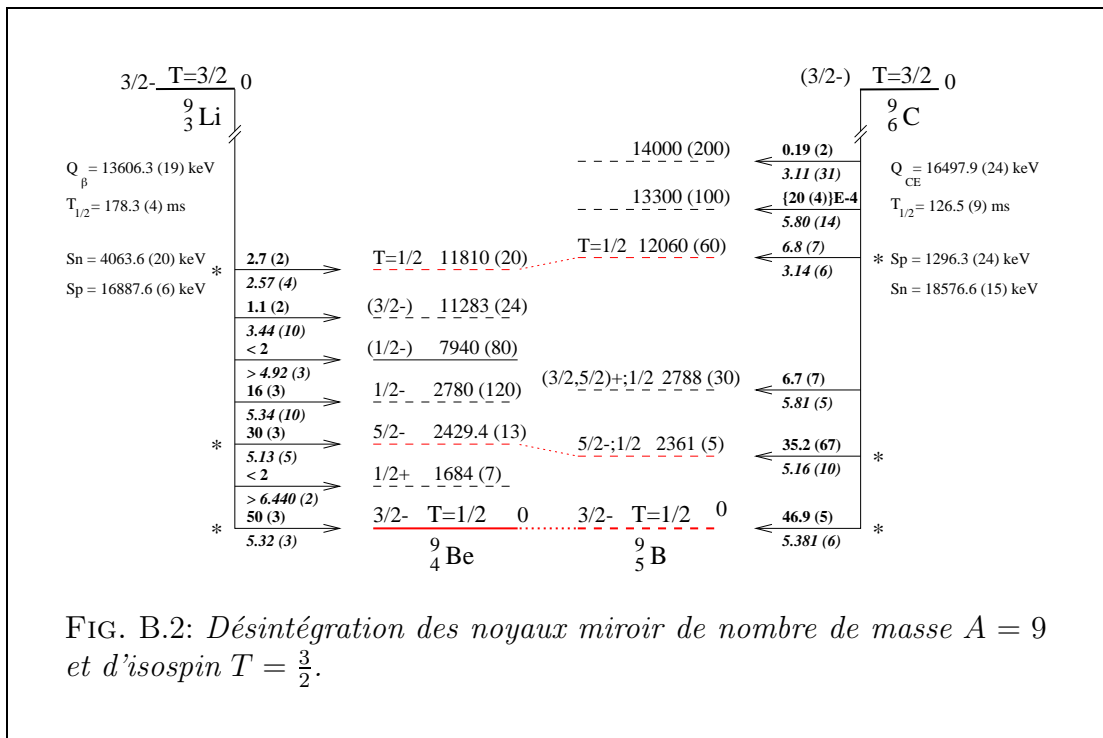 3/2- T=3/2 0
9
3 Li
Q_β = 13606.3 (19) keV
T_{1/2} = 178.3 (4) ms
Sn = 4063.6 (20) keV
Sp = 16887.6 (6) keV
* 2.7 (2)
2.57 (4)
1.1 (2)
3.44 (10)
< 2
> 4.92 (3)
16 (3)
5.34 (10)
* 30 (3)
5.13 (5)
< 2
> 6.440 (2)
* 50 (3)
5.32 (3)
T=1/2 11810 (20)
(3/2-) 11283 (24)
(1/2-) 7940 (80)
1/2- 2780 (120)
5/2- 2429.4 (13)
1/2+ 1684 (7)
3/2- T=1/2 0
9
4 Be
14000 (200)
13300 (100)
T=1/2 12060 (60)
(3/2,5/2)+;1/2 2788 (30)
5/2-;1/2 2361 (5)
3/2- T=1/2 0
9
5 B
(3/2-) T=3/2 0
9
6 C
0.19 (2)
3.11 (31)
{20 (4)}E-4
5.80 (14)
6.8 (7) *
3.14 (6)
6.7 (7)
5.81 (5)
35.2 (67) *
5.16 (10)
46.9 (5) *
5.381 (6)
Q_CE = 16497.9 (24) keV
T_{1/2} = 126.5 (9) ms
Sp = 1296.3 (24) keV
Sn = 18576.6 (15) keV
FIG. B.2: Désintégration des noyaux miroir de nombre de masse A = 9
et d'isospin T = 3/2.